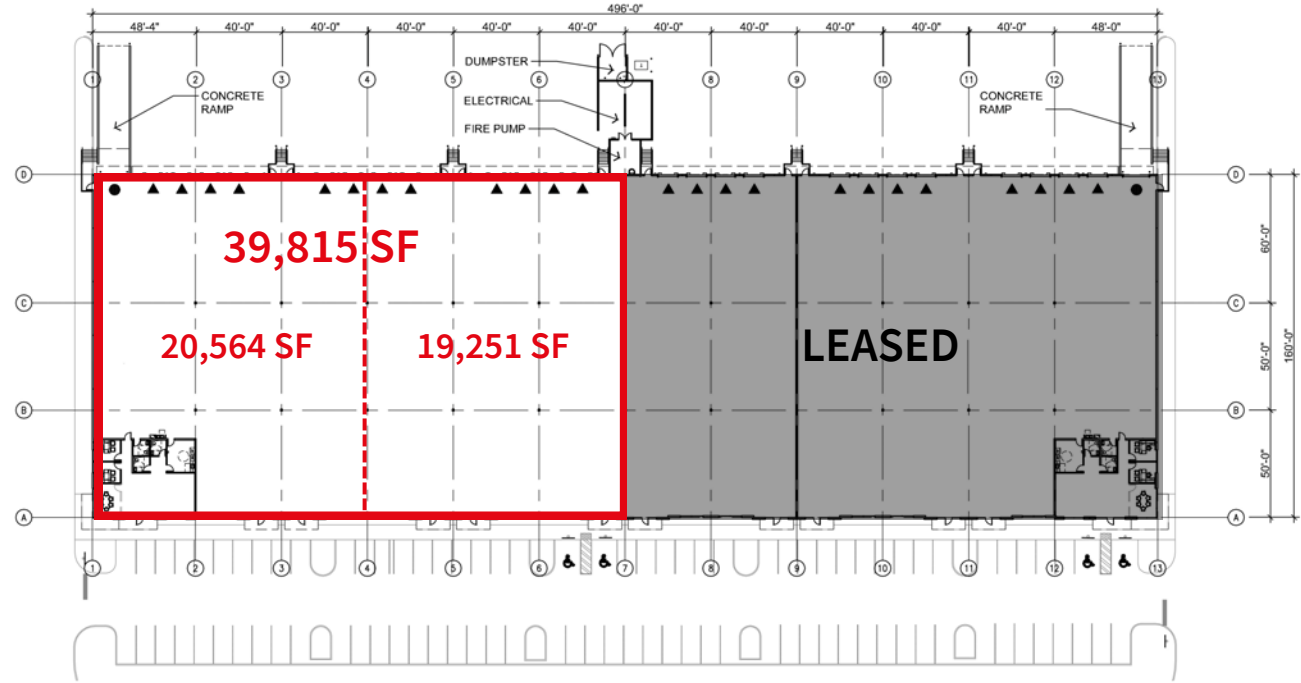 496'-0"
48'-4" 40'-0" 40'-0" 40'-0" 40'-0" 40'-0" 40'-0" 40'-0" 40'-0" 40'-0" 40'-0" 48'-0"
DUMPSTER
1 2 3 4 5 6 7 8 9 10 11 12 13
CONCRETE
RAMP
ELECTRICAL
FIRE PUMP
CONCRETE
RAMP
D D
39,815 SF
60'-0"
C C
20,564 SF 19,251 SF
LEASED
50'-0"
160'-0"
B B
50'-0"
A A
1 2 3 4 5 6 7 8 9 10 11 12 13